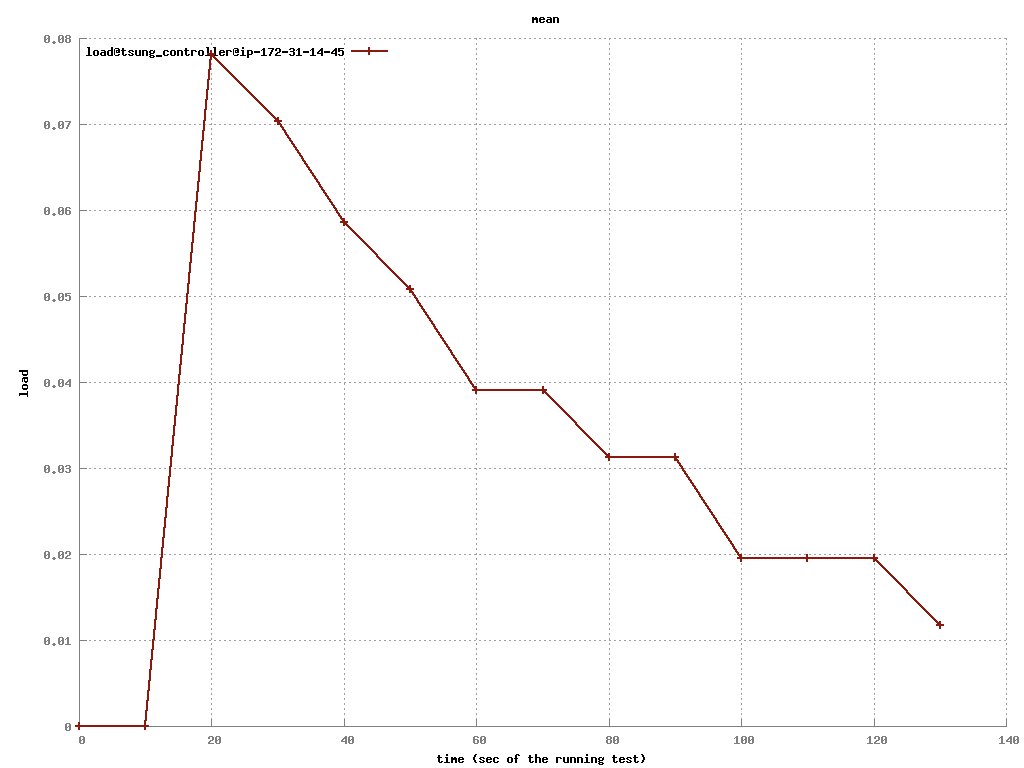 mean
0.08
load@tsung_controller@ip-172-31-14-45
0.07
0.06
0.05
0.04
load
0.03
0.02
0.01
0
0 20 40 60 80 100 120 140
time (sec of the running test)